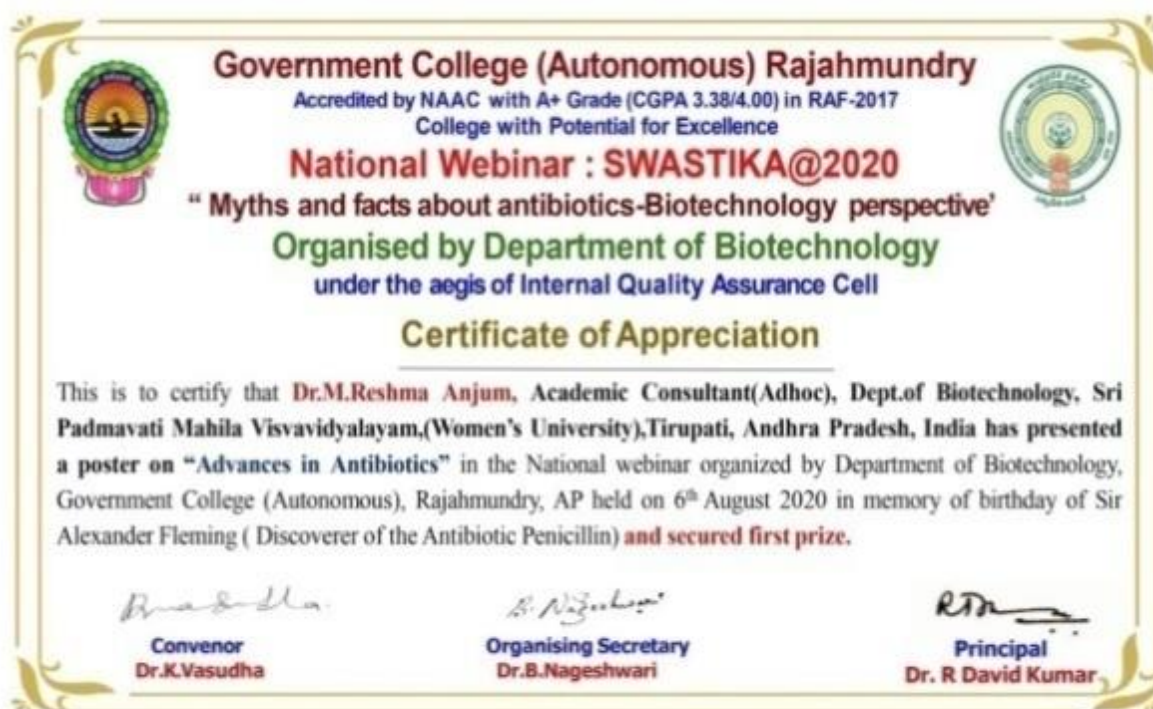 Government College (Autonomous) Rajahmundry
Accredited by NAAC with A+ Grade (CGPA 3.38/4.00) in RAF-2017
College with Potential for Excellence
National Webinar : SWASTIKA@2020
“ Myths and facts about antibiotics-Biotechnology perspective’
Organised by Department of Biotechnology
under the aegis of Internal Quality Assurance Cell
Certificate of Appreciation
This is to certify that Dr.M.Reshma Anjum, Academic Consultant(Adhoc), Dept.of Biotechnology, Sri
Padmavati Mahila Visvavidyalayam,(Women's University),Tirupati, Andhra Pradesh, India has presented
a poster on “Advances in Antibiotics” in the National webinar organized by Department of Biotechnology,
Government College (Autonomous), Rajahmundry, AP held on 6th August 2020 in memory of birthday of Sir
Alexander Fleming ( Discoverer of the Antibiotic Penicillin) and secured first prize.
Convenor
Dr.K.Vasudha
Organising Secretary
Dr.B.Nageshwari
Principal
Dr. R David Kumar